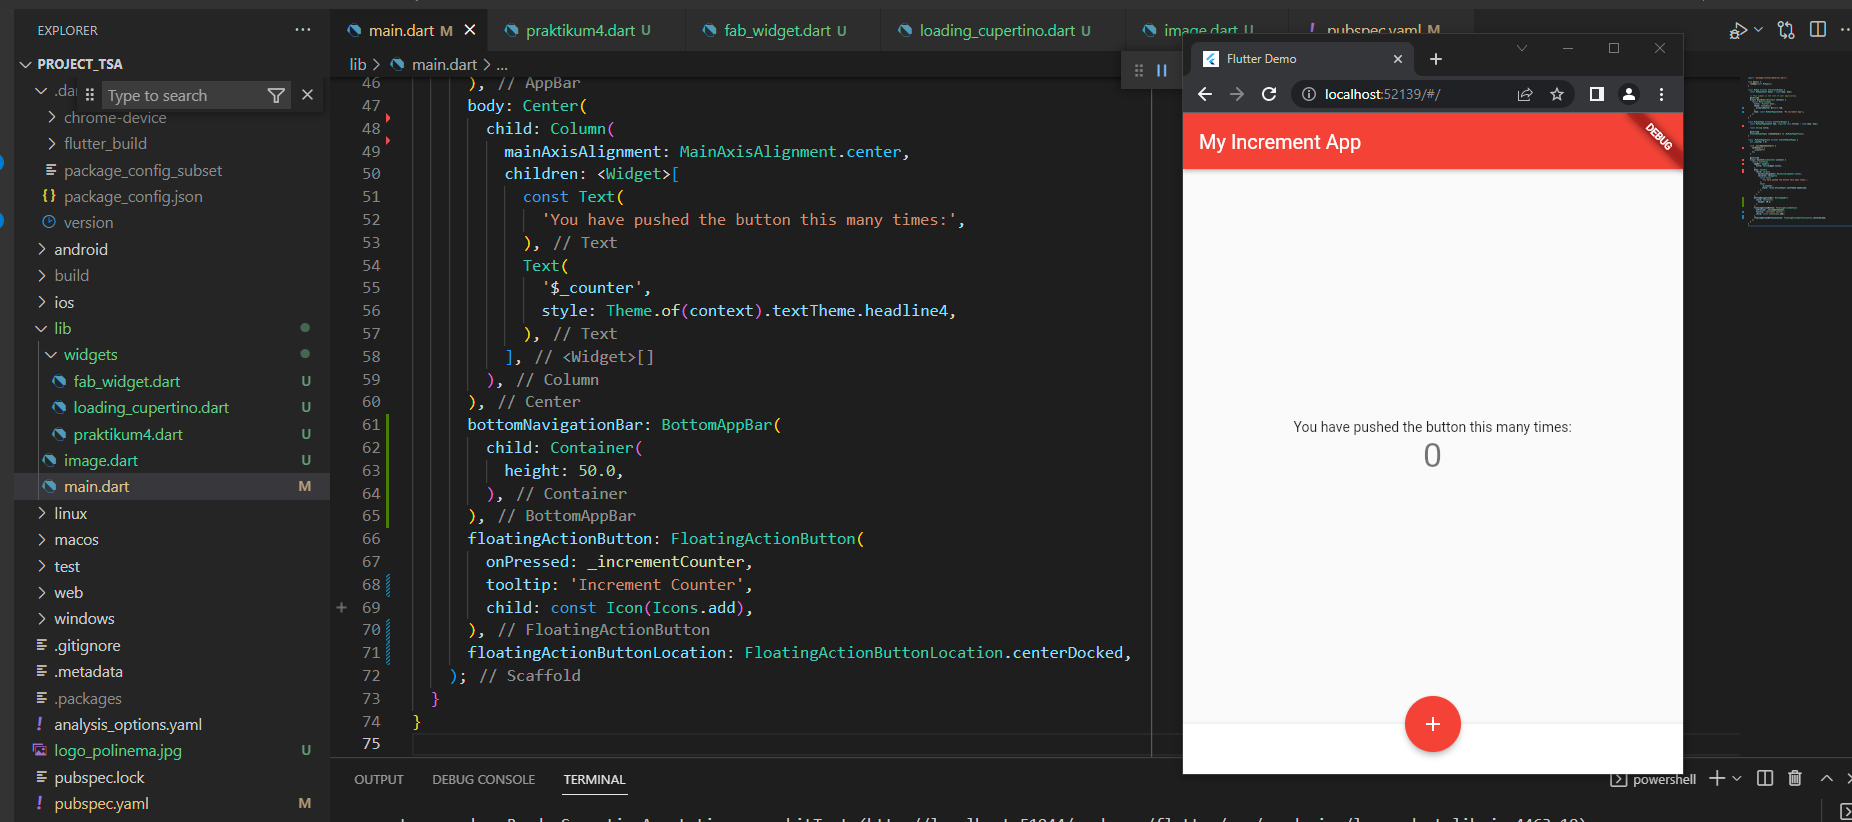 EXPLORER
PROJECT_TSA
Type to search
chrome-device
flutter_build
package_config_subset
{} package_config.json
version
android
build
ios
lib
widgets
fab_widget.dart U
loading_cupertino.dart U
praktikum4.dart U
image.dart U
main.dart M
linux
macos
test
web
windows
.gitignore
.metadata
.packages
! analysis_options.yaml
logo_polinema.jpg U
pubspec.lock
! pubspec.yaml M
main.dart M
praktikum4.dart U
fab_widget.dart U
loading_cupertino.dart U
image.dart U
! pubspec.yaml M
lib > main.dart > ...
46 ), // AppBar
47 body: Center(
48 child: Column(
49 mainAxisAlignment: MainAxisAlignment.center,
50 children: <Widget>[
51 const Text(
52 'You have pushed the button this many times:',
53 ), // Text
54 Text(
55 '$_counter',
56 style: Theme.of(context).textTheme.headline4,
57 ), // Text
58 ], // <Widget>[]
59 ), // Column
60 ), // Center
61 bottomNavigationBar: BottomAppBar(
62 child: Container(
63 height: 50.0,
64 ), // Container
65 ), // BottomAppBar
66 floatingActionButton: FloatingActionButton(
67 onPressed: _incrementCounter,
68 tooltip: 'Increment Counter',
69 child: const Icon(Icons.add),
70 ), // FloatingActionButton
71 floatingActionButtonLocation: FloatingActionButtonLocation.centerDocked,
72 ); // Scaffold
73 }
74 }
75
OUTPUT DEBUG CONSOLE TERMINAL
powershell
Flutter Demo
localhost:52139/#/
My Increment App
DEBUG
You have pushed the button this many times:
0